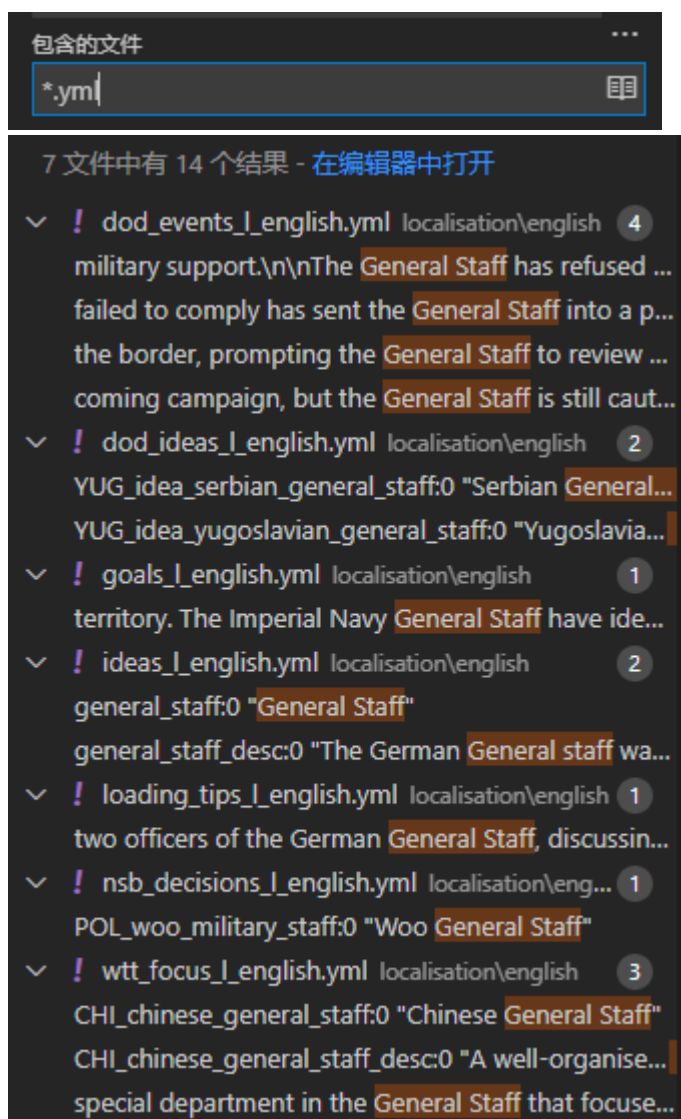 包含的文件
...
*.yml
7 文件中有 14 个结果 - 在编辑器中打开
! dod_events_l_english.yml localisation\english 4
military support.\n\nThe General Staff has refused ...
failed to comply has sent the General Staff into a p...
the border, prompting the General Staff to review ...
coming campaign, but the General Staff is still caut...
! dod_ideas_l_english.yml localisation\english 2
YUG_idea_serbian_general_staff:0 "Serbian General...
YUG_idea_yugoslavian_general_staff:0 "Yugoslavia...
! goals_l_english.yml localisation\english 1
territory. The Imperial Navy General Staff have ide...
! ideas_l_english.yml localisation\english 2
general_staff:0 "General Staff"
general_staff_desc:0 "The German General staff wa...
! loading_tips_l_english.yml localisation\english 1
two officers of the German General Staff, discussin...
! nsb_decisions_l_english.yml localisation\eng... 1
POL_woo_military_staff:0 "Woo General Staff"
! wtt_focus_l_english.yml localisation\english 3
CHI_chinese_general_staff:0 "Chinese General Staff"
CHI_chinese_general_staff_desc:0 "A well-organise...
special department in the General Staff that focuse...